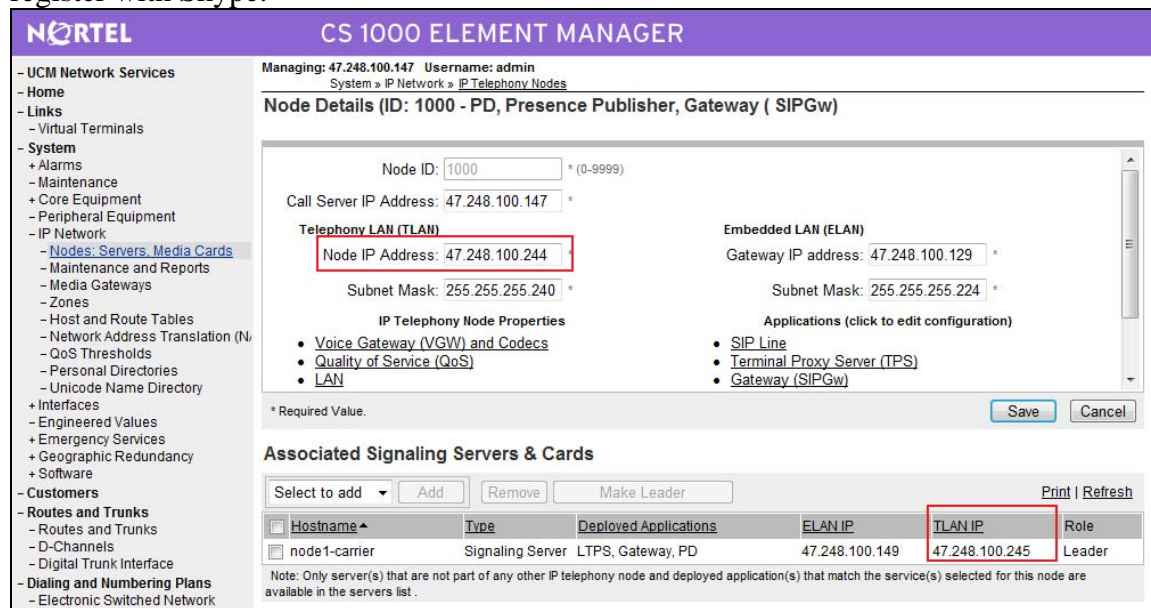 register with Skype.
NORTEL CS 1000 ELEMENT MANAGER
- UCM Network Services
- Home
- Links
- Virtual Terminals
- System
+ Alarms
- Maintenance
+ Core Equipment
- Peripheral Equipment
- IP Network
- Nodes: Servers, Media Cards
- Maintenance and Reports
- Media Gateways
- Zones
- Host and Route Tables
- Network Address Translation (N
- QoS Thresholds
- Personal Directories
- Unicode Name Directory
+ Interfaces
- Engineered Values
+ Emergency Services
+ Geographic Redundancy
+ Software
- Customers
- Routes and Trunks
- Routes and Trunks
- D-Channels
- Digital Trunk Interface
- Dialing and Numbering Plans
- Electronic Switched Network
Managing: 47.248.100.147 Username: admin
System » IP Network » IP Telephony Nodes
Node Details (ID: 1000 - PD, Presence Publisher, Gateway ( SIPGw)
Node ID: 1000 * (0-9999)
Call Server IP Address: 47.248.100.147 *
Telephony LAN (TLAN) Embedded LAN (ELAN)
Node IP Address: 47.248.100.244 * Gateway IP address: 47.248.100.129 *
Subnet Mask: 255.255.255.240 * Subnet Mask: 255.255.255.224 *
IP Telephony Node Properties Applications (click to edit configuration)
• Voice Gateway (VGW) and Codecs • SIP Line
• Quality of Service (QoS) • Terminal Proxy Server (TPS)
• LAN • Gateway (SIPGw)
* Required Value. Save Cancel
Associated Signaling Servers & Cards
Select to add Add Remove Make Leader Print | Refresh
Hostname Type Deployed Applications ELAN IP TLAN IP Role
node1-carrier Signaling Server LTPS, Gateway, PD 47.248.100.149 47.248.100.245 Leader
Note: Only server(s) that are not part of any other IP telephony node and deployed application(s) that match the service(s) selected for this node are
available in the servers list .